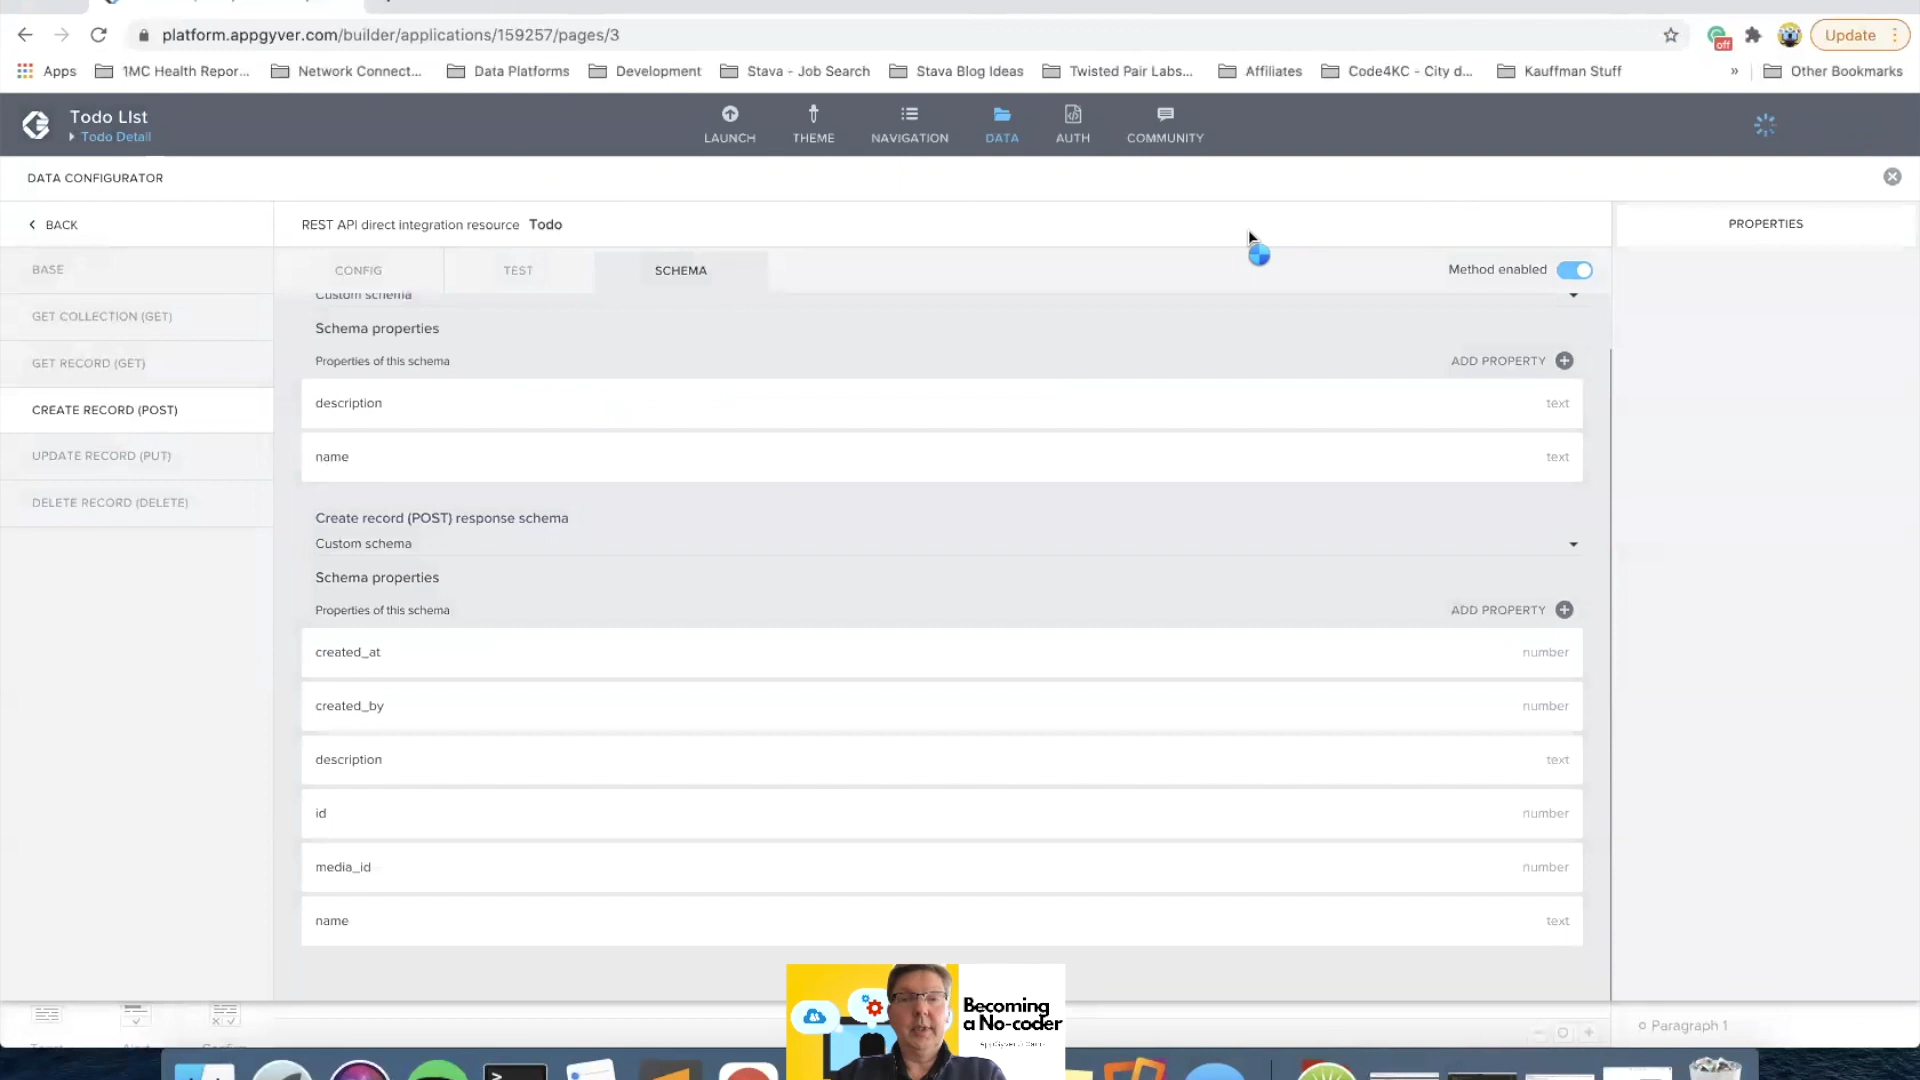 platform.appgyver.com/builder/applications/159257/pages/3
off
Update
Apps
1MC Health Repor...
Network Connect...
Data Platforms
Development
Stava - Job Search
Stava Blog Ideas
Twisted Pair Labs...
Affiliates
Code4KC - City d...
Kauffman Stuff
»
Other Bookmarks
Todo LIst
Todo Detail
LAUNCH
THEME
NAVIGATION
DATA
AUTH
COMMUNITY
DATA CONFIGURATOR
BACK
REST API direct integration resource Todo
PROPERTIES
BASE
GET COLLECTION (GET)
GET RECORD (GET)
CREATE RECORD (POST)
UPDATE RECORD (PUT)
DELETE RECORD (DELETE)
CONFIG
TEST
SCHEMA
Method enabled
Custom schema
Schema properties
Properties of this schema
ADD PROPERTY
description
text
name
text
Create record (POST) response schema
Custom schema
Schema properties
Properties of this schema
ADD PROPERTY
created_at
number
created_by
number
description
text
id
number
media_id
number
name
text
Becoming
a No-coder
Paragraph 1